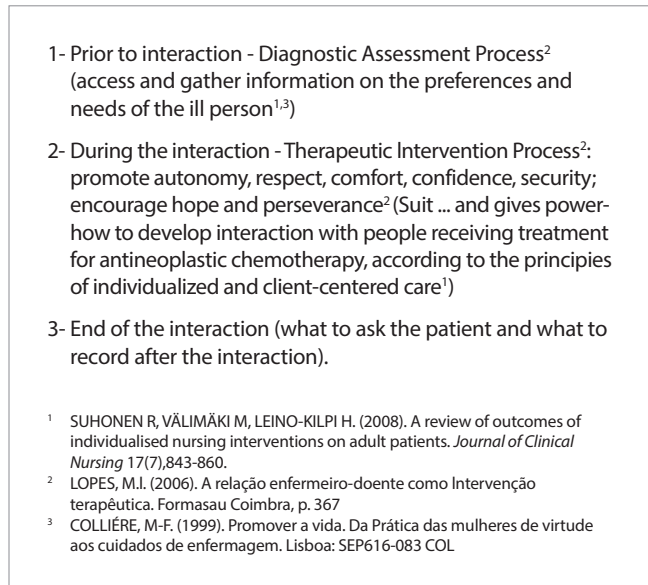 1- Prior to interaction - Diagnostic Assessment Process²
(access and gather information on the preferences and
needs of the ill person¹,³)
2- During the interaction - Therapeutic Intervention Process²:
promote autonomy, respect, comfort, confidence, security;
encourage hope and perseverance² (Suit ... and gives power-
how to develop interaction with people receiving treatment
for antineoplastic chemotherapy, according to the principies
of individualized and client-centered care¹)
3- End of the interaction (what to ask the patient and what to
record after the interaction).
¹ SUHONEN R, VÄLIMÄKI M, LEINO-KILPI H. (2008). A review of outcomes of
individualised nursing interventions on adult patients. Journal of Clinical
Nursing 17(7),843-860.
² LOPES, M.l. (2006). A relação enfermeiro-doente como lntervenção
terapêutica. Formasau Coimbra, p. 367
³ COLLIÉRE, M-F. (1999). Promover a vida. Da Prática das mulheres de virtude
aos cuidados de enfermagem. Lisboa: SEP616-083 COL